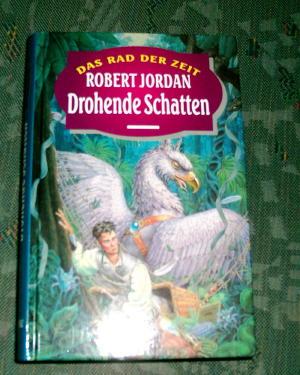 DAS RAD DER ZEIT
ROBERT JORDAN
Drohende Schatten